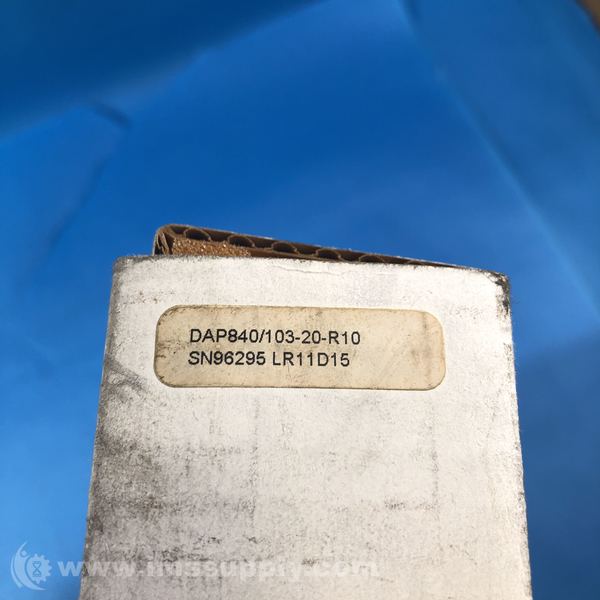 DAP840/103-20-R10
SN96295 LR11D15
www.imssupply.com